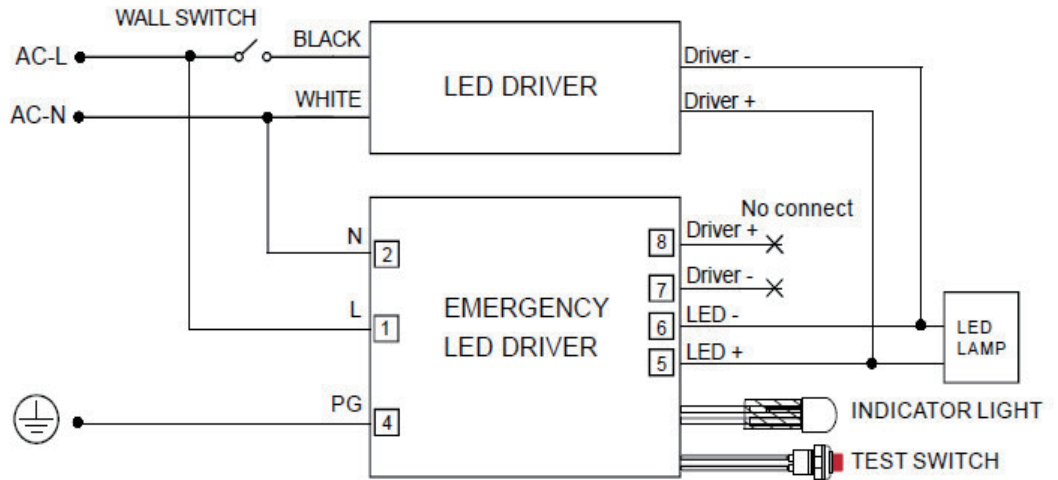 WALL SWITCH
AC-L
BLACK
AC-N
WHITE
LED DRIVER
Driver -
Driver +
No connect
N
2
L
1
PG
4
EMERGENCY
LED DRIVER
8
Driver +
7
Driver -
6
LED -
5
LED +
LED
LAMP
INDICATOR LIGHT
TEST SWITCH